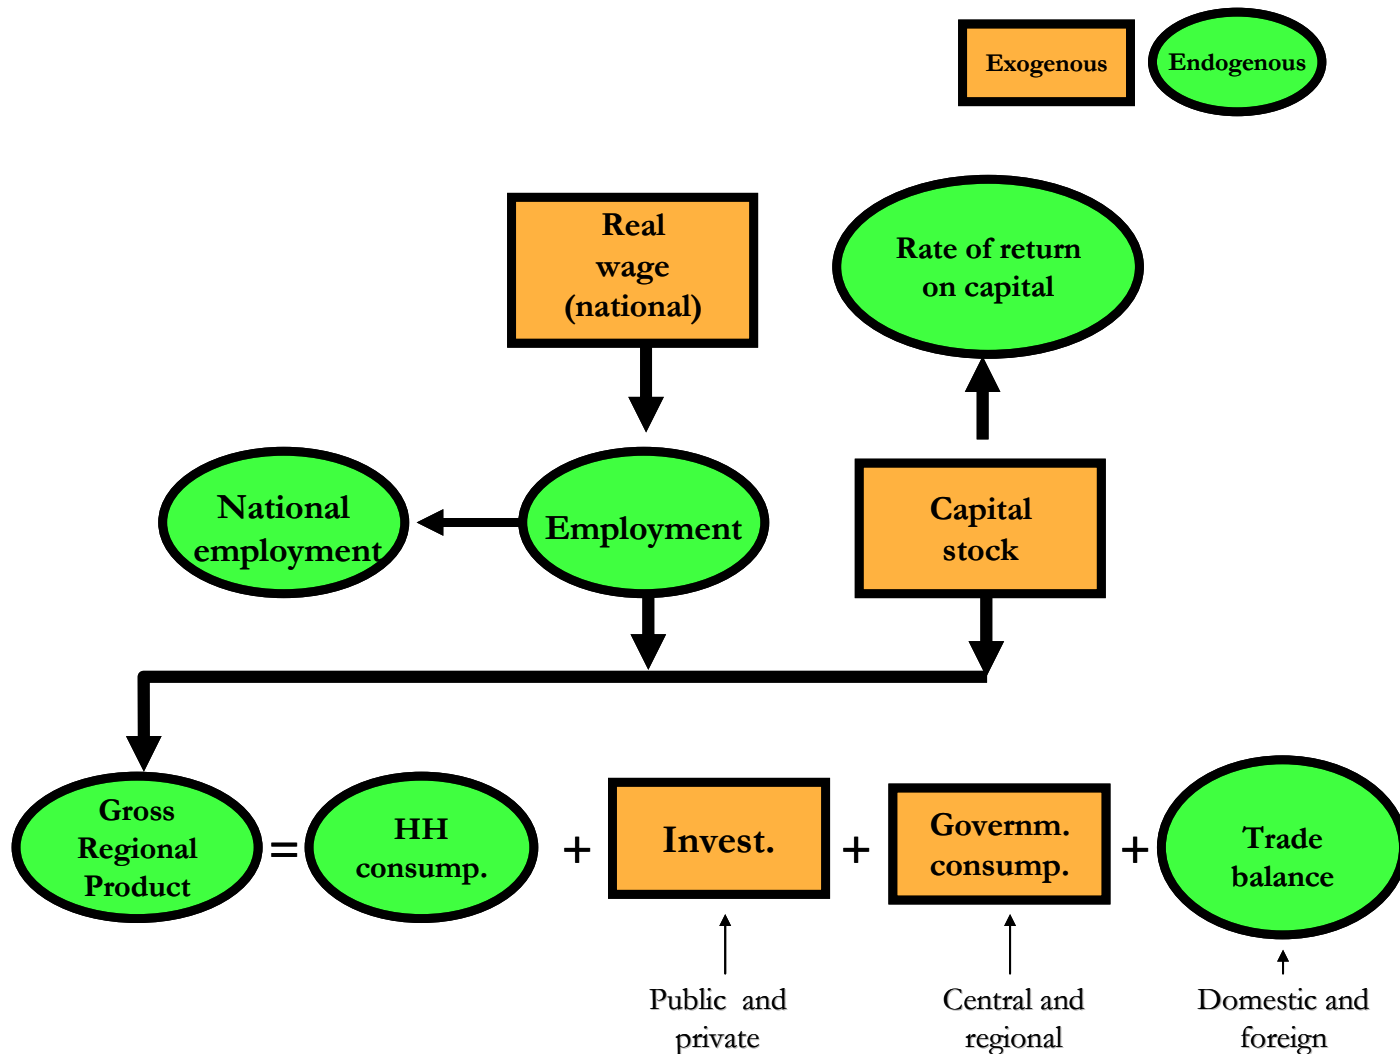 Exogenous
Endogenous
Real
wage
(national)
Rate of return
on capital
National
employment
Employment
Capital
stock
Gross
Regional
Product
=
HH
consump.
+
Invest.
+
Governm.
consump.
+
Trade
balance
Public and
private
Central and
regional
Domestic and
foreign